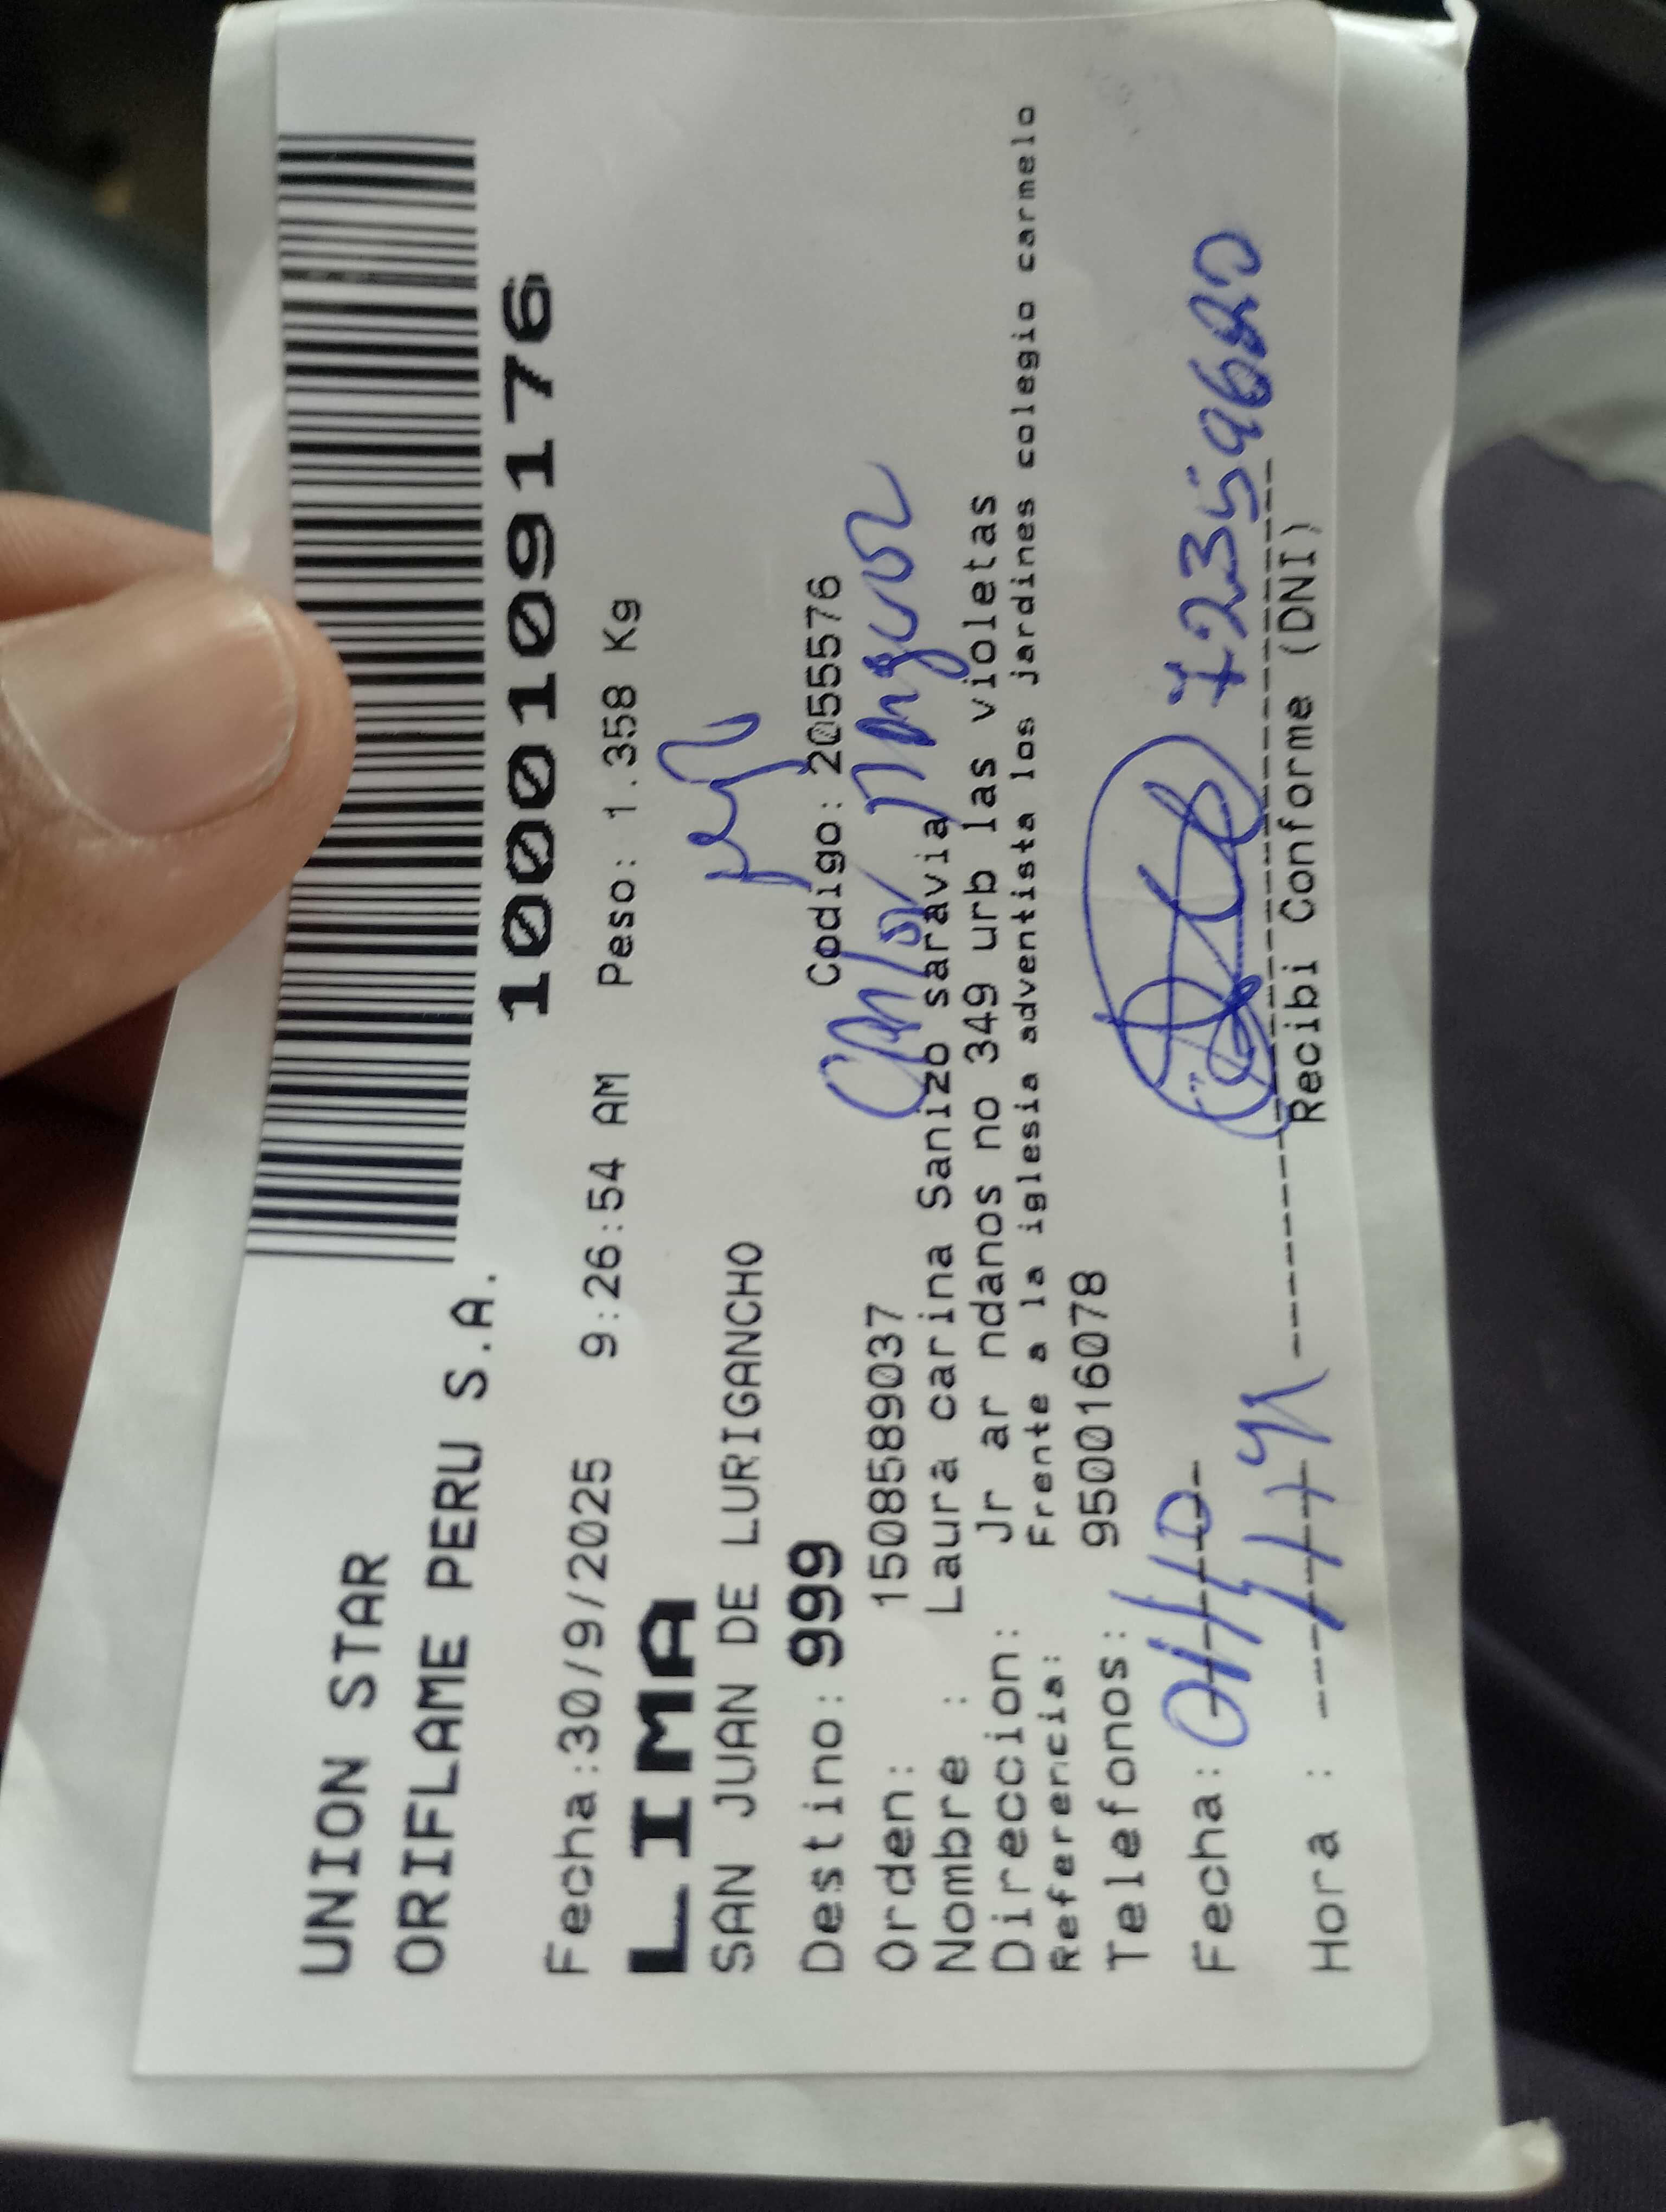 UNION STAR
ORIFLAME PERU S.A.
1000109176
Fecha:30/9/2025 9:26:54 AM Peso: 1.358 Kg
LIMA
SAN JUAN DE LURIGANCHO
Destino: 999 Codigo: 2055576
Orden: 1508589037
Nombre : Laura carina Sanizo saravia
Direccion: Jr ar ndanos no 349 urb las violetas
Referencia: Frente a la iglesia adventista los jardines colegio carmelo
Telefonos: 950016078
Fecha:
Hora :
Recibi Conforme (DNI)